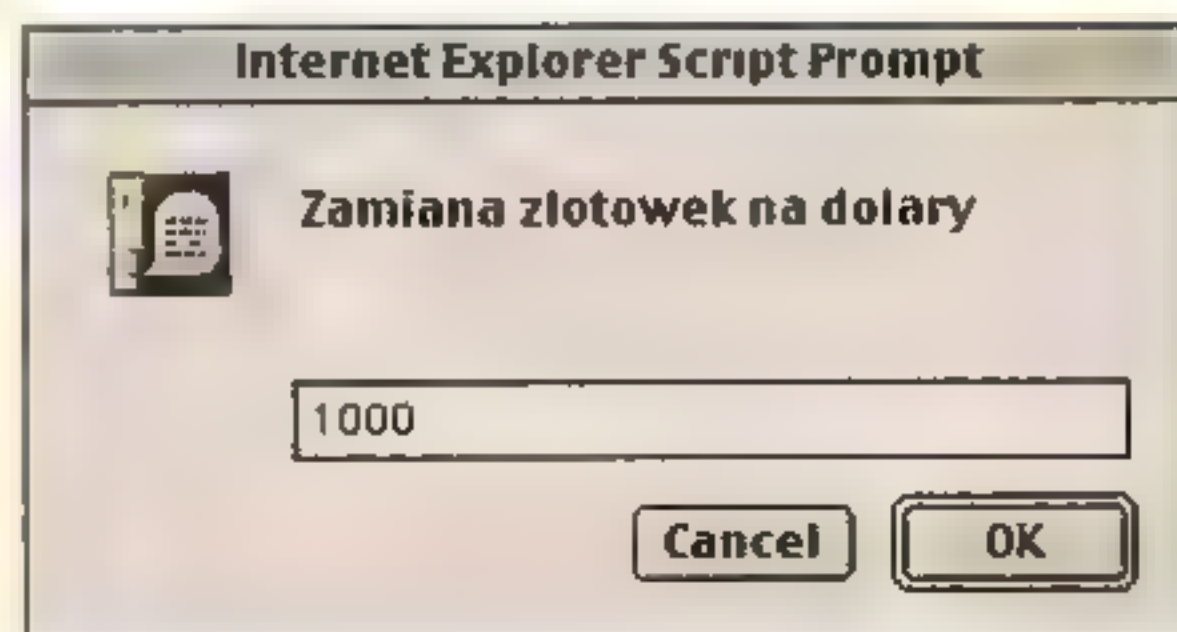 Internet Explorer Script Prompt
Zamiana zlotowek na dolary
1000
Cancel
OK